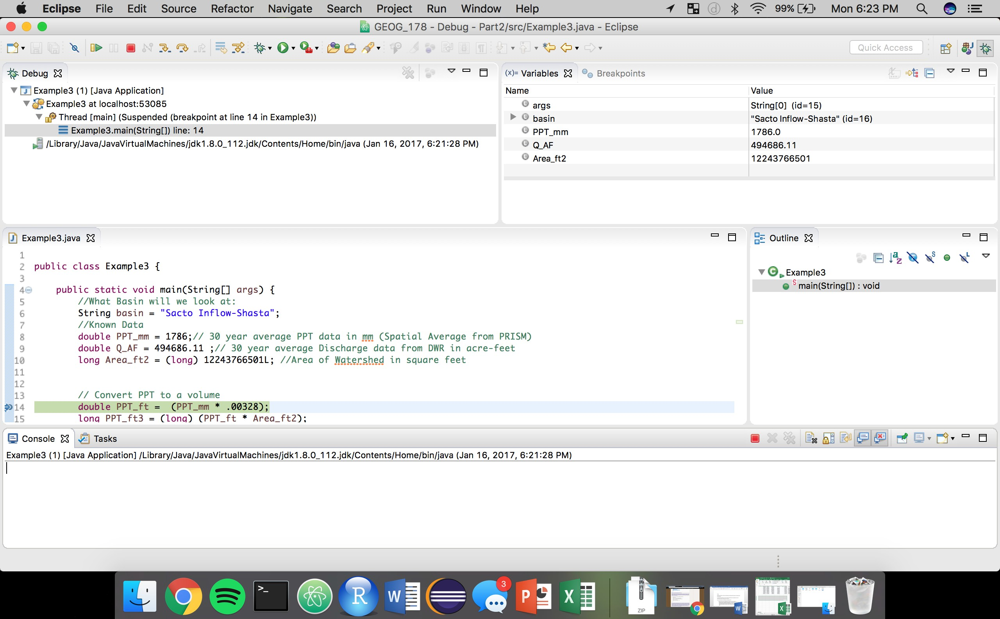 Eclipse File Edit Source Refactor Navigate Search Project Run Window Help 99% Mon 6:23 PM
GEOG_178 - Debug - Part2/src/Example3.java - Eclipse
Quick Access
Debug
Example3 (1) [Java Application]
Example3 at localhost:53085
Thread [main] (Suspended (breakpoint at line 14 in Example3))
Example3.main(String[]) line: 14
/Library/Java/JavaVirtualMachines/jdk1.8.0_112.jdk/Contents/Home/bin/java (Jan 16, 2017, 6:21:28 PM)
(x)= Variables Breakpoints
Name Value
args String[0] (id=15)
basin "Sacto Inflow-Shasta" (id=16)
PPT_mm 1786.0
Q_AF 494686.11
Area_ft2 12243766501
Example3.java
1
2 public class Example3 {
3
4 public static void main(String[] args) {
5 //What Basin will we look at:
6 String basin = "Sacto Inflow-Shasta";
7 //Known Data
8 double PPT_mm = 1786;// 30 year average PPT data in mm (Spatial Average from PRISM)
9 double Q_AF = 494686.11 ;// 30 year average Discharge data from DWR in acre-feet
10 long Area_ft2 = (long) 12243766501L; //Area of Watershed in square feet
11
12
13 // Convert PPT to a volume
14 double PPT_ft = (PPT_mm * .00328);
15 long PPT_ft3 = (long) (PPT_ft * Area_ft2);
Outline
Example3
main(String[]) : void
Console Tasks
Example3 (1) [Java Application] /Library/Java/JavaVirtualMachines/jdk1.8.0_112.jdk/Contents/Home/bin/java (Jan 16, 2017, 6:21:28 PM)
3
ZIP